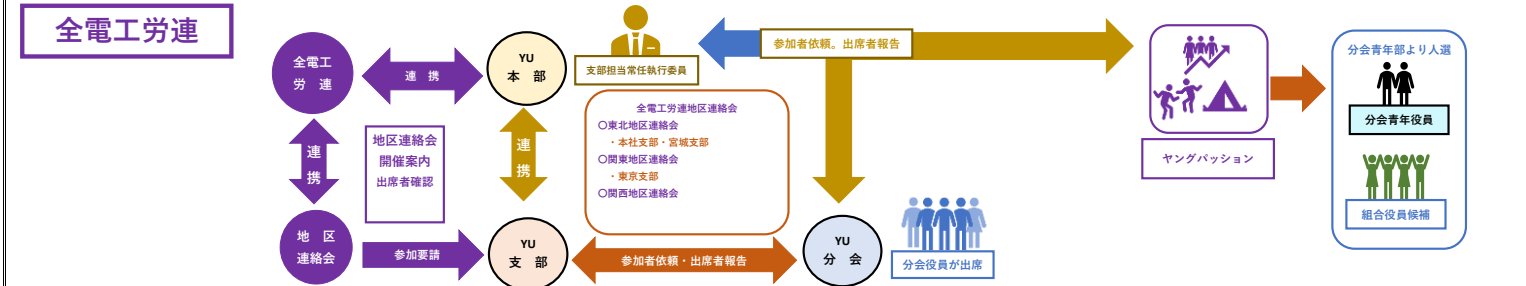 全電工労連
全電工
労　連
連　携
YU
本　部
支部担当常任執行委員
参加者依頼。出席者報告
連
携
地区連絡会
開催案内
出席者確認
連
携
全電工労連地区連絡会
〇東北地区連絡会
・本社支部・宮城支部
〇関東地区連絡会
・東京支部
〇関西地区連絡会
地　区
連絡会
参加要請
YU
支　部
参加者依頼・出席者報告
YU
分　会
分会役員が出席
ヤングパッション
分会青年部より人選
分会青年役員
組合役員候補